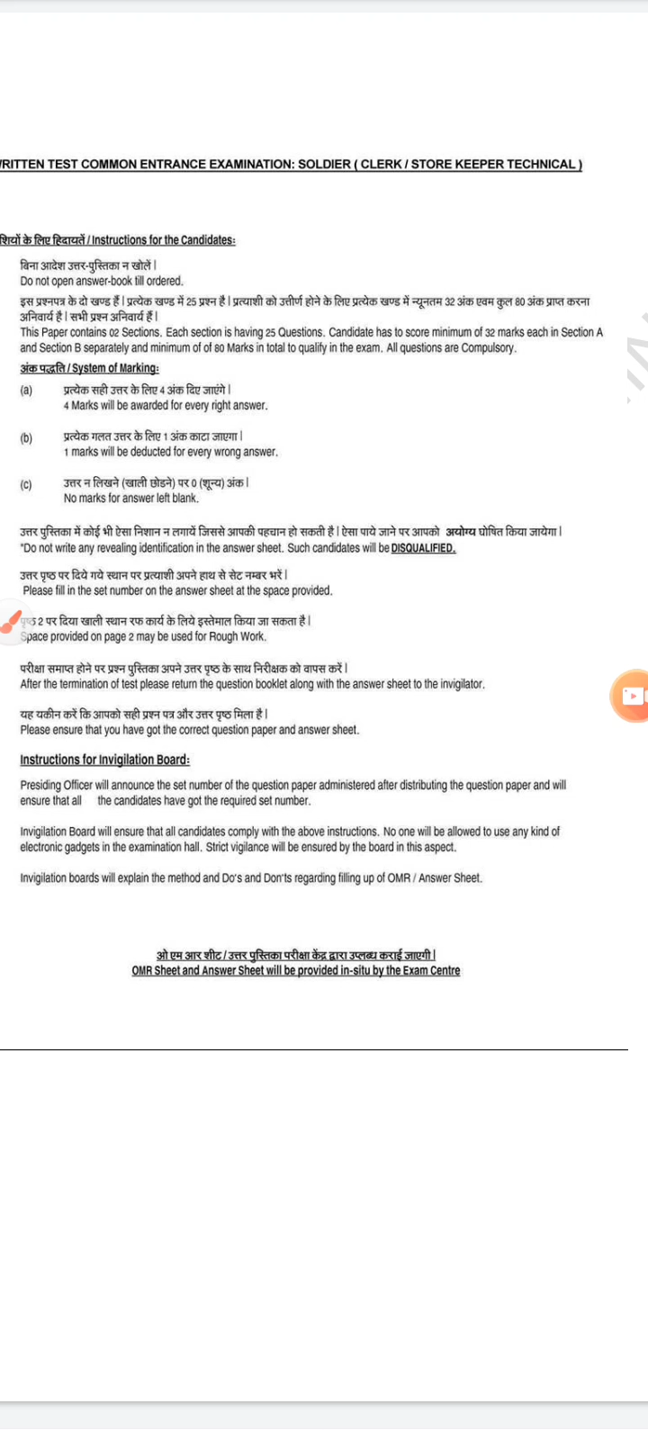 RITTEN TEST COMMON ENTRANCE EXAMINATION: SOLDIER ( CLERK / STORE KEEPER TECHNICAL )
शियों के लिए हिदायतें / Instructions for the Candidates:
बिना आदेश उत्तर-पुस्तिका न खोलें |
Do not open answer-book till ordered.
इस प्रश्नपत्र के दो खण्ड हैं | प्रत्येक खण्ड में 25 प्रश्न है | प्रत्याशी को उत्तीर्ण होने के लिए प्रत्येक खण्ड में न्यूनतम 32 अंक एवम कुल 80 अंक प्राप्त करना
अनिवार्य है | सभी प्रश्न अनिवार्य हैं |
This Paper contains 02 Sections. Each section is having 25 Questions. Candidate has to score minimum of 32 marks each in Section A
and Section B separately and minimum of of 80 Marks in total to qualify in the exam. All questions are Compulsory.
अंक पद्धति / System of Marking:
(a) प्रत्येक सही उत्तर के लिए 4 अंक दिए जाएंगे |
4 Marks will be awarded for every right answer.
(b) प्रत्येक गलत उत्तर के लिए 1 अंक काटा जाएगा |
1 marks will be deducted for every wrong answer.
(c) उत्तर न लिखने (खाली छोडने) पर 0 (शून्य) अंक |
No marks for answer left blank.
उत्तर पुस्तिका में कोई भी ऐसा निशान न लगायें जिससे आपकी पहचान हो सकती है | ऐसा पाये जाने पर आपको अयोग्य घोषित किया जायेगा |
"Do not write any revealing identification in the answer sheet. Such candidates will be DISQUALIFIED.
उत्तर पृष्ठ पर दिये गये स्थान पर प्रत्याशी अपने हाथ से सेट नम्बर भरें |
Please fill in the set number on the answer sheet at the space provided.
पृष्ठ 2 पर दिया खाली स्थान रफ कार्य के लिये इस्तेमाल किया जा सकता है |
Space provided on page 2 may be used for Rough Work.
परीक्षा समाप्त होने पर प्रश्न पुस्तिका अपने उत्तर पृष्ठ के साथ निरीक्षक को वापस करें |
After the termination of test please return the question booklet along with the answer sheet to the invigilator.
यह यकीन करें कि आपको सही प्रश्न पत्र और उत्तर पृष्ठ मिला है |
Please ensure that you have got the correct question paper and answer sheet.
Instructions for Invigilation Board:
Presiding Officer will announce the set number of the question paper administered after distributing the question paper and will
ensure that all the candidates have got the required set number.
Invigilation Board will ensure that all candidates comply with the above instructions. No one will be allowed to use any kind of
electronic gadgets in the examination hall. Strict vigilance will be ensured by the board in this aspect.
Invigilation boards will explain the method and Do's and Don'ts regarding filling up of OMR / Answer Sheet.
ओ एम आर शीट / उत्तर पुस्तिका परीक्षा केंद्र द्वारा उप्लब्ध कराई जाएगी |
OMR Sheet and Answer Sheet will be provided in-situ by the Exam Centre